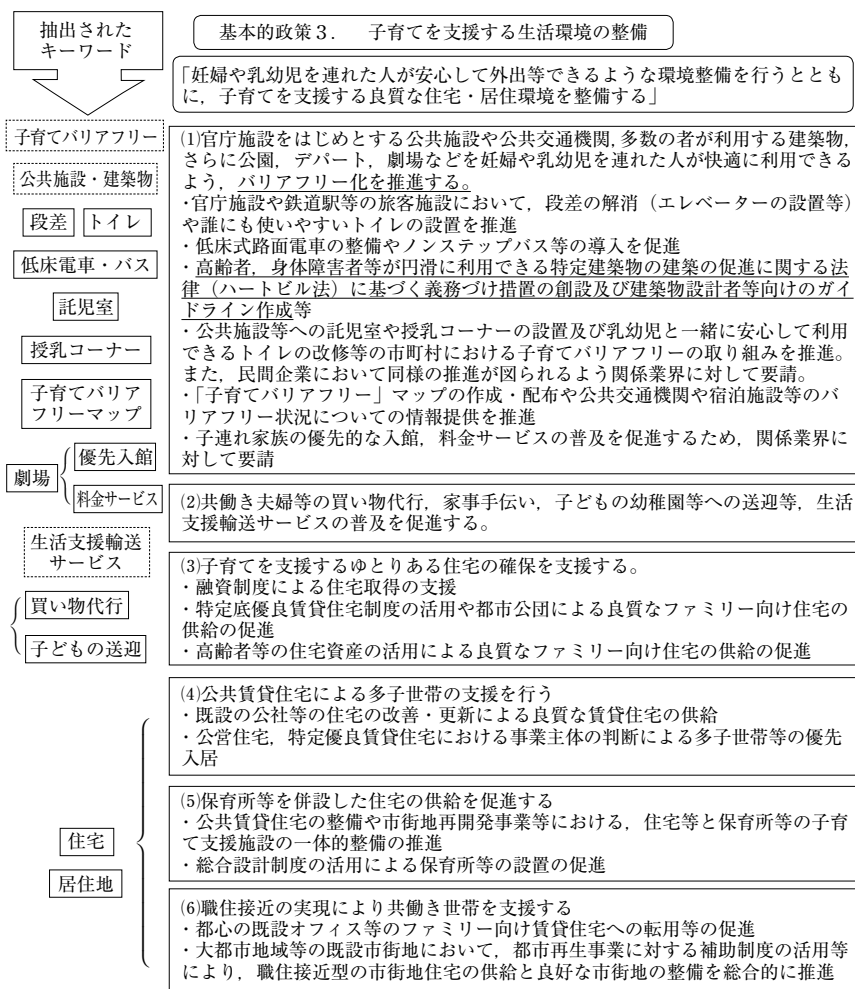 抽出された
キーワード
基本的政策３．　子育てを支援する生活環境の整備
「妊婦や乳幼児を連れた人が安心して外出等できるような環境整備を行うととも
に，子育てを支援する良質な住宅・居住環境を整備する」
子育てバリアフリー
公共施設・建築物
段差
トイレ
低床電車・バス
託児室
授乳コーナー
子育てバリア
フリーマップ
劇場
優先入館
料金サービス
生活支援輸送
サービス
買い物代行
子どもの送迎
住宅
居住地
⑴官庁施設をはじめとする公共施設や公共交通機関，多数の者が利用する建築物，
さらに公園，デパート，劇場などを妊婦や乳幼児を連れた人が快適に利用できる
よう，バリアフリー化を推進する。
・官庁施設や鉄道駅等の旅客施設において，段差の解消（エレベーターの設置等）
や誰にも使いやすいトイレの設置を推進
・低床式路面電車の整備やノンステップバス等の導入を促進
・高齢者，身体障害者等が円滑に利用できる特定建築物の建築の促進に関する法
律（ハートビル法）に基づく義務づけ措置の創設及び建築物設計者等向けのガイ
ドライン作成等
・公共施設等への託児室や授乳コーナーの設置及び乳幼児と一緒に安心して利用
できるトイレの改修等の市町村における子育てバリアフリーの取り組みを推進。
また，民間企業において同様の推進が図られるよう関係業界に対して要請。
・「子育てバリアフリー」マップの作成・配布や公共交通機関や宿泊施設等のバ
リアフリー状況についての情報提供を推進
・子連れ家族の優先的な入館，料金サービスの普及を促進するため，関係業界に
対して要請
⑵共働き夫婦等の買い物代行，家事手伝い，子どもの幼稚園等への送迎等，生活
支援輸送サービスの普及を促進する。
⑶子育てを支援するゆとりある住宅の確保を支援する。
・融資制度による住宅取得の支援
・特定底優良賃貸住宅制度の活用や都市公団による良質なファミリー向け住宅の
供給の促進
・高齢者等の住宅資産の活用による良質なファミリー向け住宅の供給の促進
⑷公共賃貸住宅による多子世帯の支援を行う
・既設の公社等の住宅の改善・更新による良質な賃貸住宅の供給
・公営住宅，特定優良賃貸住宅における事業主体の判断による多子世帯等の優先
入居
⑸保育所等を併設した住宅の供給を促進する
・公共賃貸住宅の整備や市街地再開発事業等における，住宅等と保育所等の子育
て支援施設の一体的整備の推進
・総合設計制度の活用による保育所等の設置の促進
⑹職住接近の実現により共働き世帯を支援する
・都心の既設オフィス等のファミリー向け賃貸住宅への転用等の促進
・大都市地域等の既設市街地において，都市再生事業に対する補助制度の活用等
により，職住接近型の市街地住宅の供給と良好な市街地の整備を総合的に推進